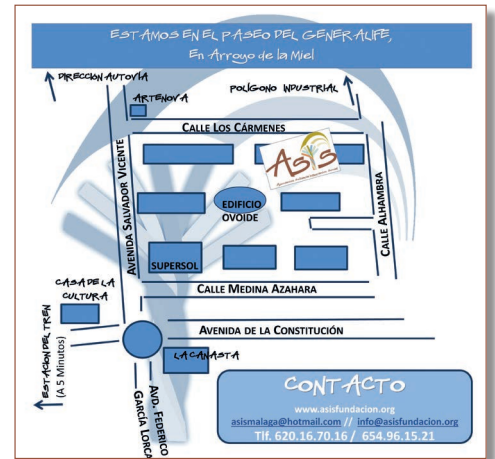 ESTAMOS EN EL PASEO DEL GENERALIFE,
En Arroyo de la Miel
DIRECCIÓN AUTOVÍA
POLÍGONO INDUSTRIAL
ARTENOVA
CALLE LOS CÁRMENES
AVENIDA SALVADOR VICENTE
ASIS
CALLE ALHAMBRA
EDIFICIO
OVOIDE
SUPERSOL
CASA DE LA
CULTURA
CALLE MEDINA AZAHARA
AVENIDA DE LA CONSTITUCIÓN
ESTACION DEL TREN
(A 5 Minutos)
LA CANASTA
AVD. FEDERICO
GARCÍA LORCA
CONTACTO
www.asisfundacion.org
asismalaga@hotmail.com // info@asisfundacion.org
Tlf. 620.16.70.16 / 654.96.15.21